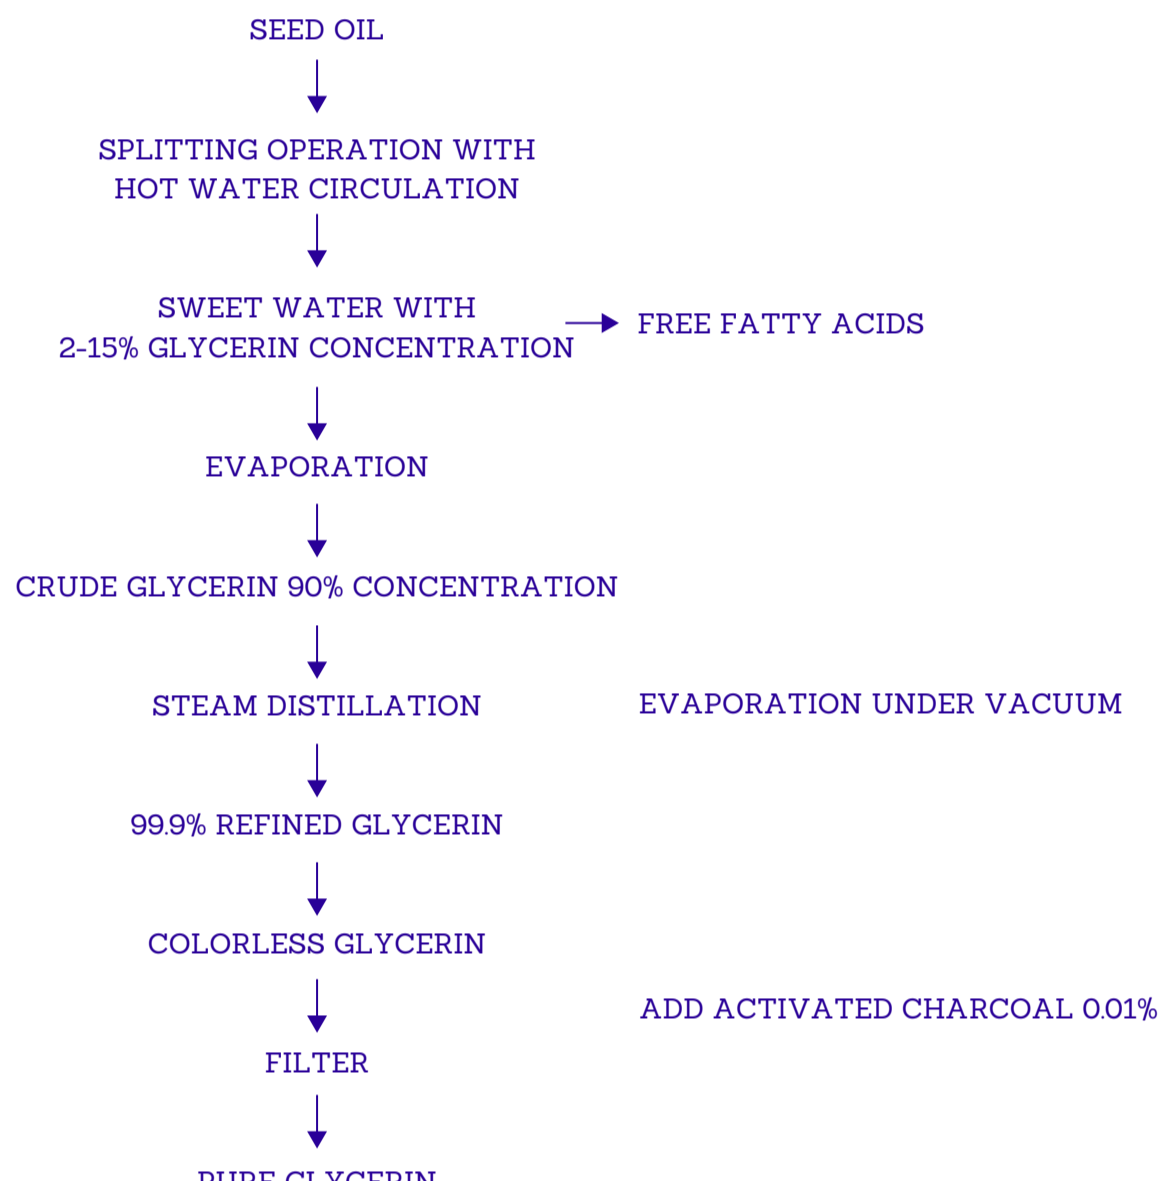 SEED OIL
SPLITTING OPERATION WITH
HOT WATER CIRCULATION
SWEET WATER WITH
2-15% GLYCERIN CONCENTRATION
FREE FATTY ACIDS
EVAPORATION
CRUDE GLYCERIN 90% CONCENTRATION
STEAM DISTILLATION
EVAPORATION UNDER VACUUM
99.9% REFINED GLYCERIN
COLORLESS GLYCERIN
ADD ACTIVATED CHARCOAL 0.01%
FILTER
PURE GLYCERIN